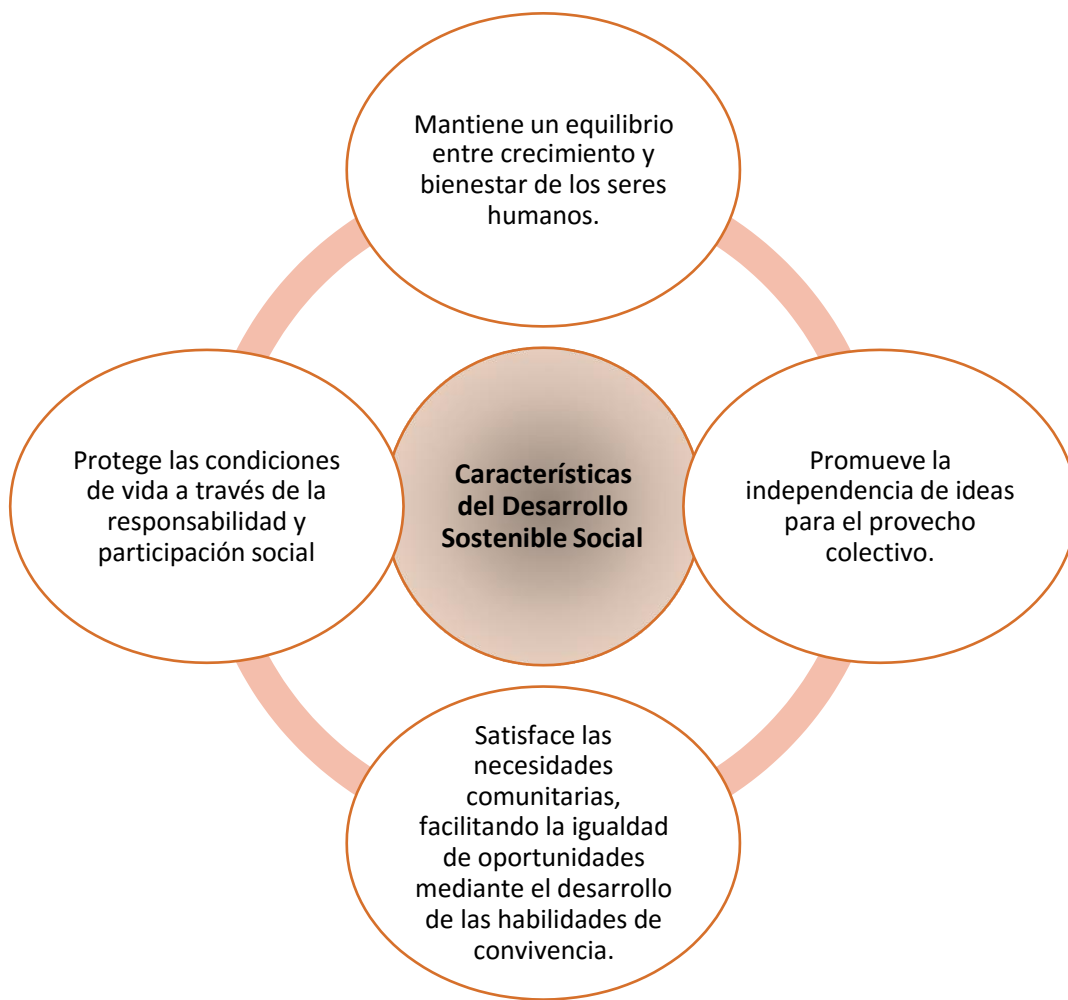 Mantiene un equilibrio
entre crecimiento y
bienestar de los seres
humanos.
Protege las condiciones
de vida a través de la
responsabilidad y
participación social
Característícas
del Desarrollo
Sostenible Social
Promueve la
independencia de ideas
para el provecho
colectivo.
Satisface las
necesidades
comunitarias,
facilitando la igualdad
de oportunidades
mediante el desarrollo
de las habilidades de
convivencia.